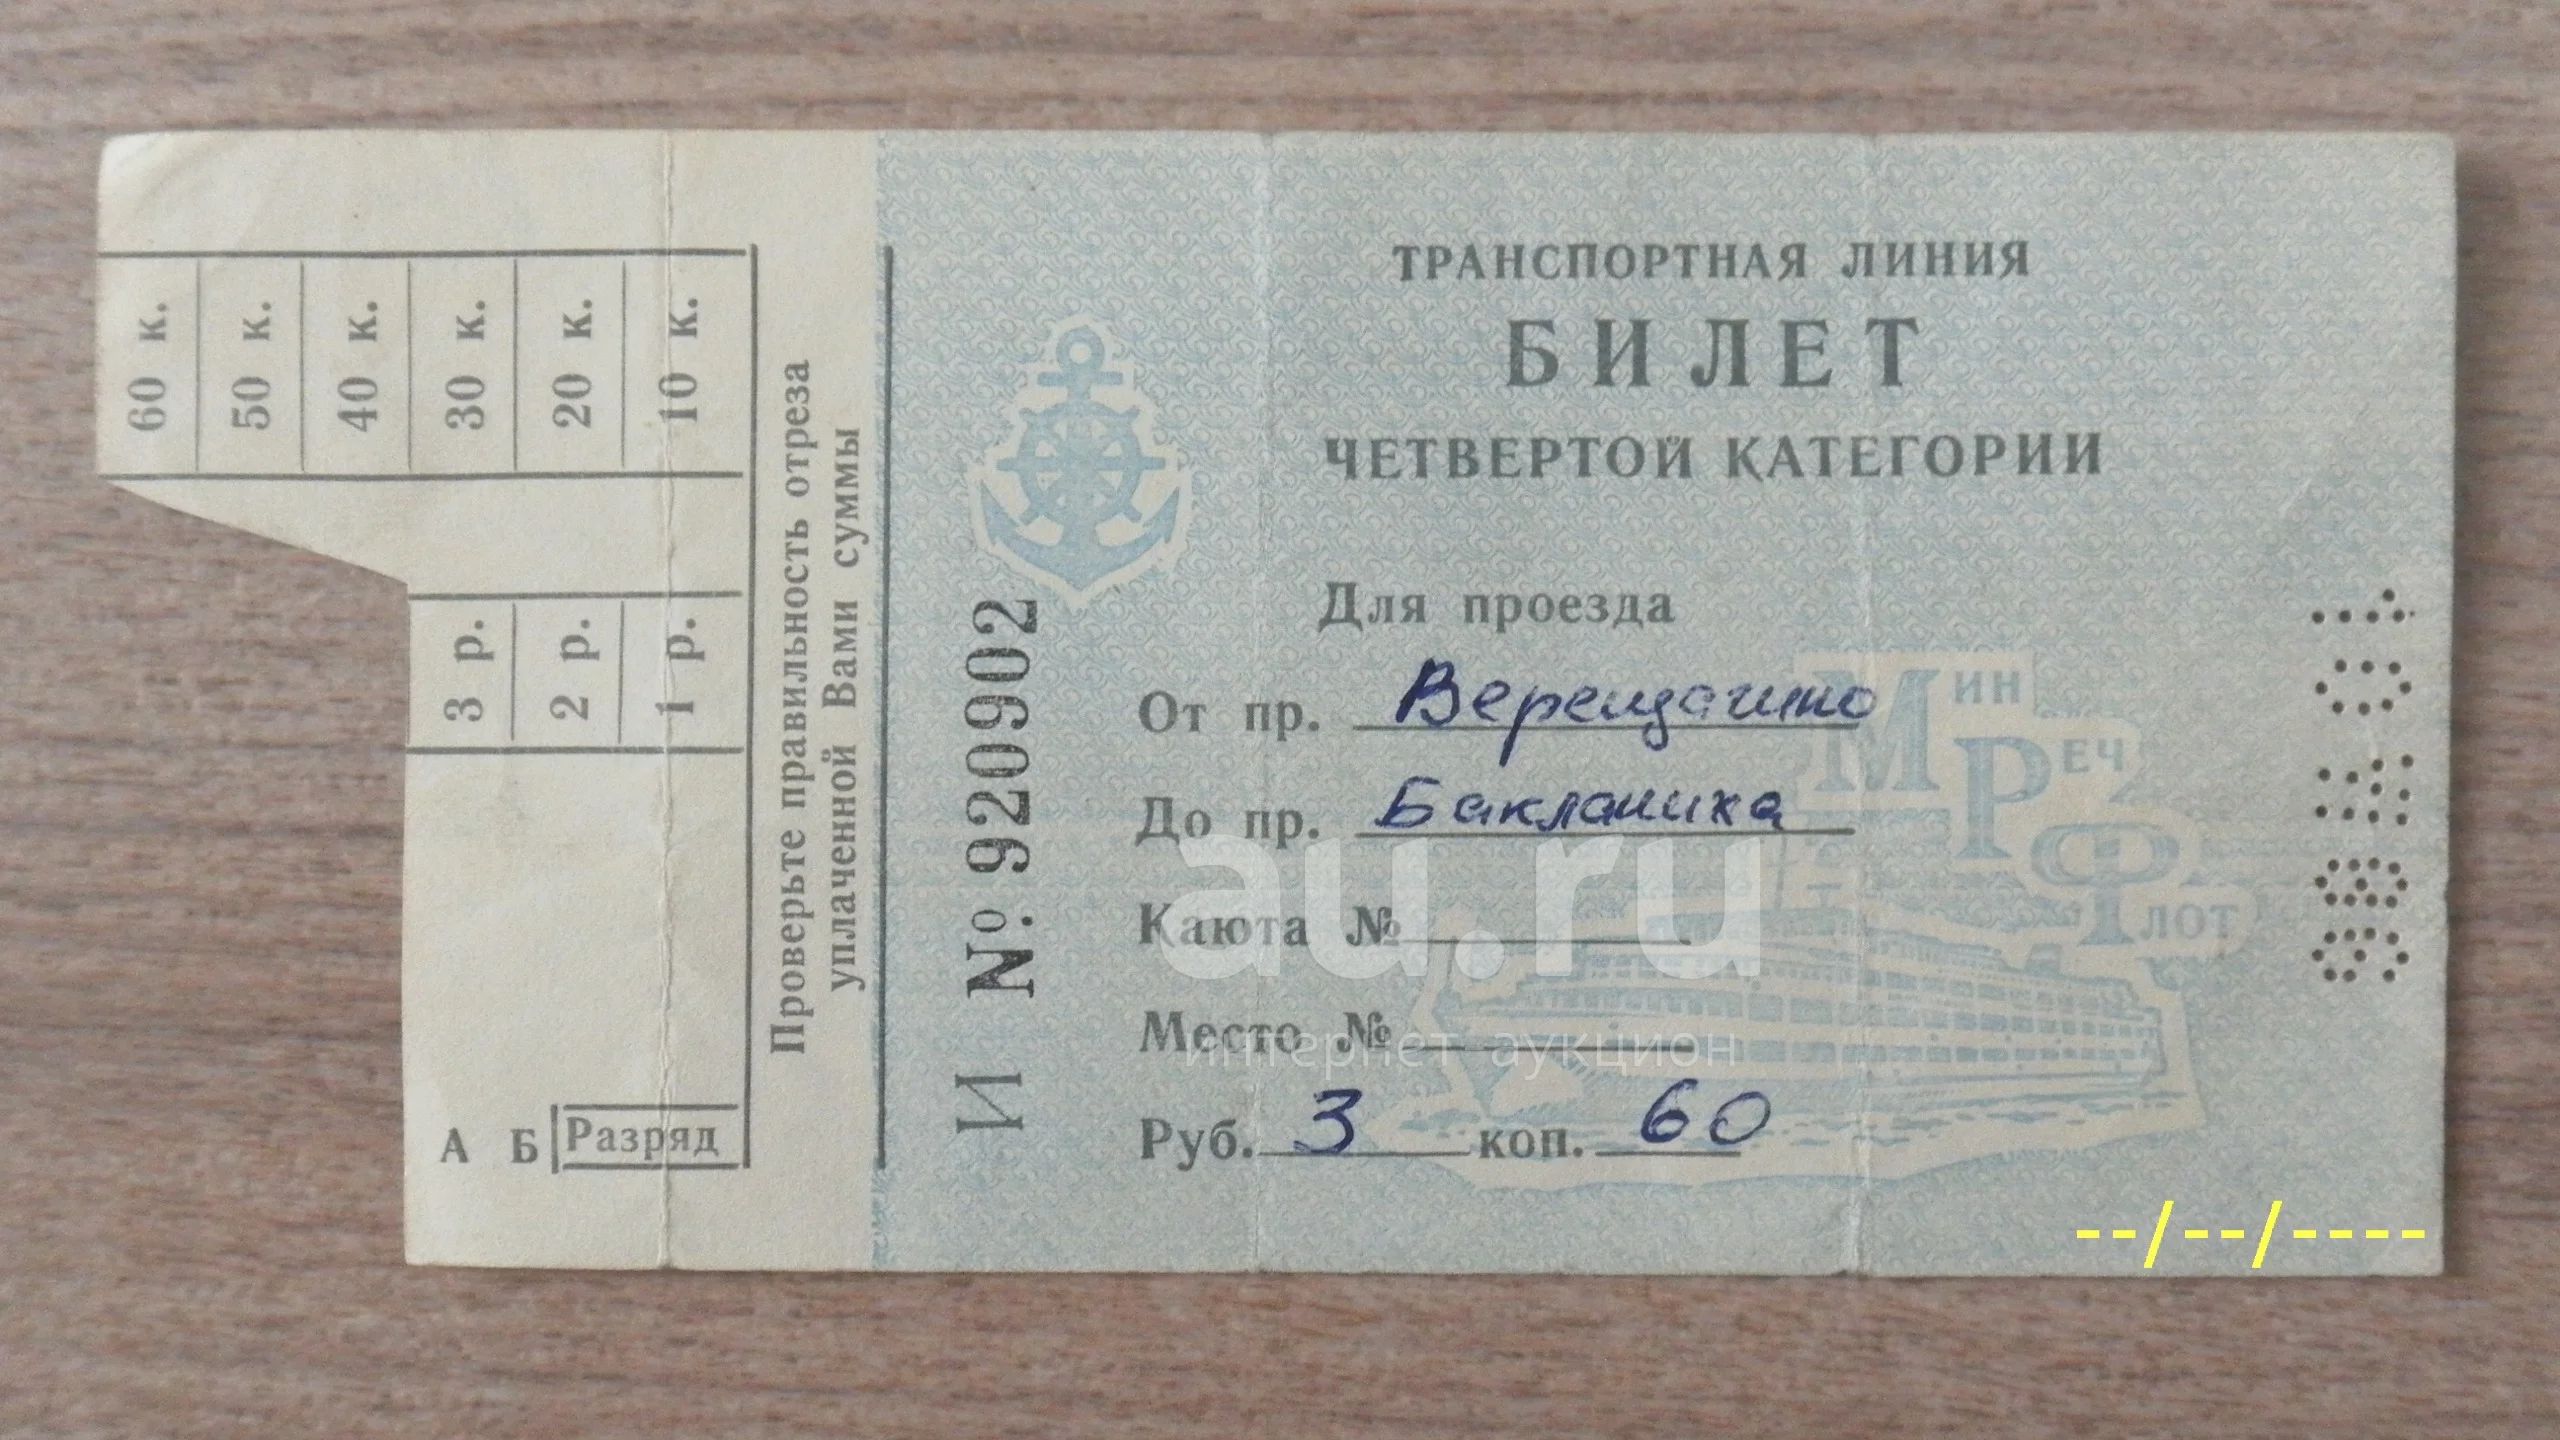 60 к.
50 к.
40 к.
30 к.
20 к.
10 к.
3 р.
2 р.
1 р.
А Б Разряд
Проверьте правильность отреза
уплаченной Вами суммы
И №: 920902
ТРАНСПОРТНАЯ ЛИНИЯ
БИЛЕТ
ЧЕТВЕРТОЙ КАТЕГОРИИ
Для проезда
От пр. Верещагино
До пр. Бакланиха
Каюта №
Место №
Руб. 3 коп. 60
МИН
РЕЧ
ФЛОТ
au.ru
интернет аукцион
--/--/----